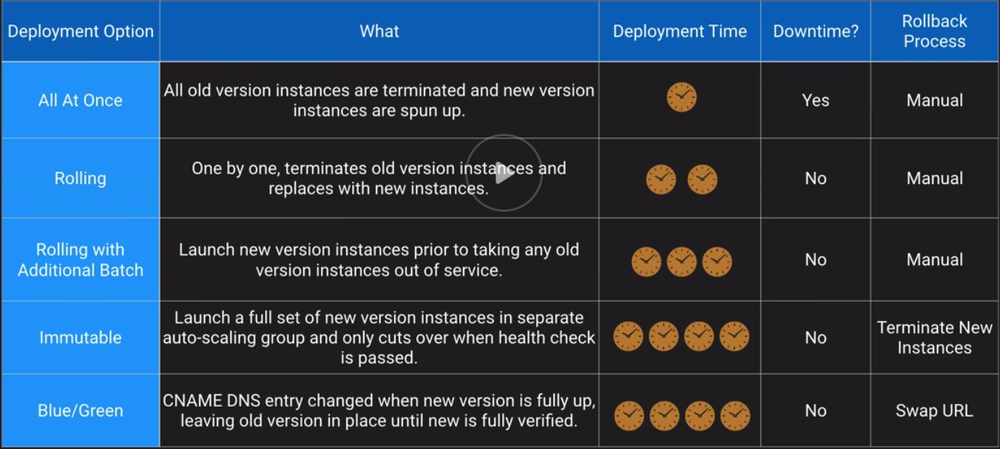 Deployment Option
What
Deployment Time
Downtime?
Rollback
Process
All At Once
All old version instances are terminated and new version
instances are spun up.
Yes
Manual
Rolling
One by one, terminates old version instances and
replaces with new instances.
No
Manual
Rolling with
Additional Batch
Launch new version instances prior to taking any old
version instances out of service.
No
Manual
Immutable
Launch a full set of new version instances in separate
auto-scaling group and only cuts over when health check
is passed.
No
Terminate New
Instances
Blue/Green
CNAME DNS entry changed when new version is fully up,
leaving old version in place until new is fully verified.
No
Swap URL